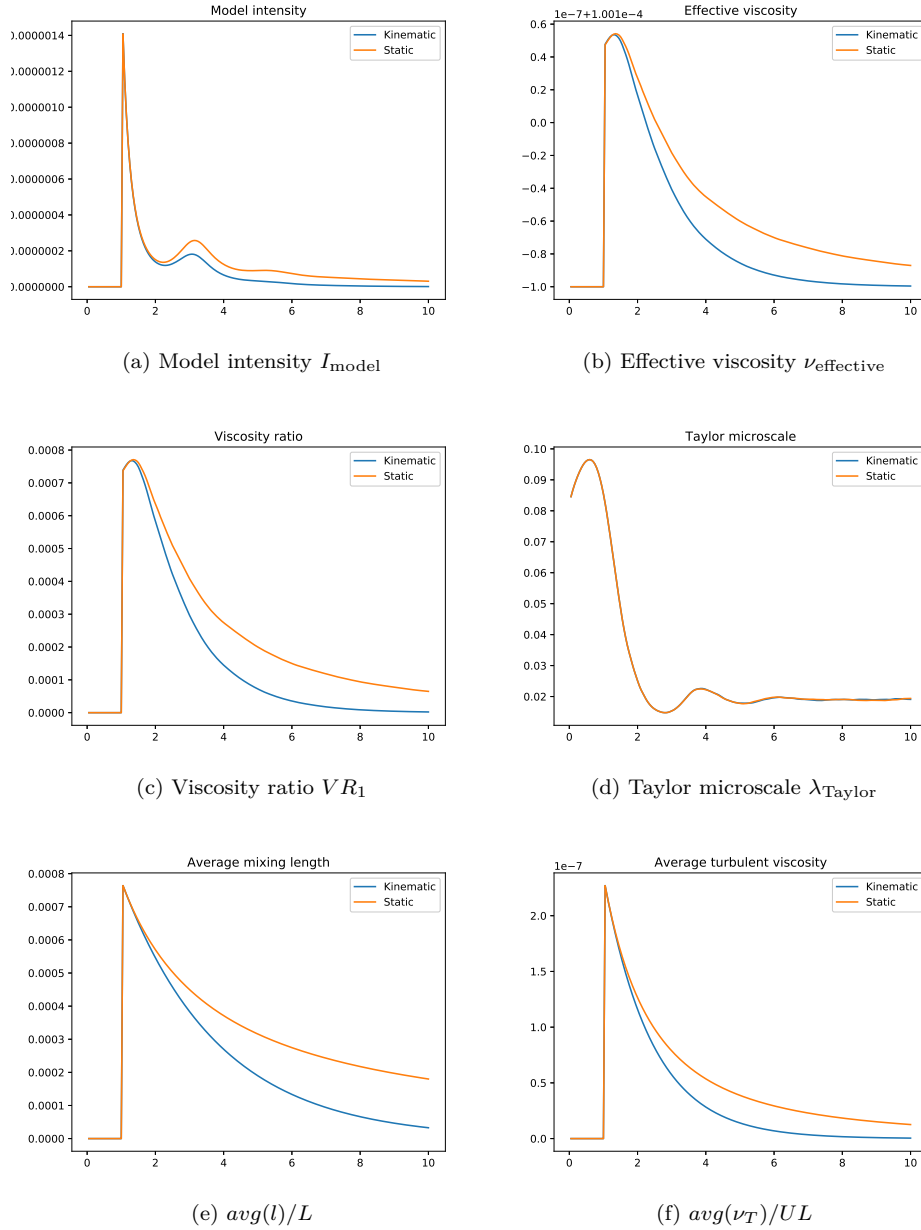 Model intensity
0.0000014
0.0000012
0.0000010
0.0000008
0.0000006
0.0000004
0.0000002
0.0000000
0 2 4 6 8 10
Kinematic
Static
(a) Model intensity I_model
1e-7+1.001e-4
Effective viscosity
0.6
0.4
0.2
0.0
−0.2
−0.4
−0.6
−0.8
−1.0
0 2 4 6 8 10
Kinematic
Static
(b) Effective viscosity ν_effective
Viscosity ratio
0.0008
0.0007
0.0006
0.0005
0.0004
0.0003
0.0002
0.0001
0.0000
0 2 4 6 8 10
Kinematic
Static
(c) Viscosity ratio VR_1
Taylor microscale
0.10
0.09
0.08
0.07
0.06
0.05
0.04
0.03
0.02
0 2 4 6 8 10
Kinematic
Static
(d) Taylor microscale λ_Taylor
Average mixing length
0.0008
0.0007
0.0006
0.0005
0.0004
0.0003
0.0002
0.0001
0.0000
0 2 4 6 8 10
Kinematic
Static
(e) avg(l)/L
1e-7
Average turbulent viscosity
2.0
1.5
1.0
0.5
0.0
0 2 4 6 8 10
Kinematic
Static
(f) avg(ν_T)/UL